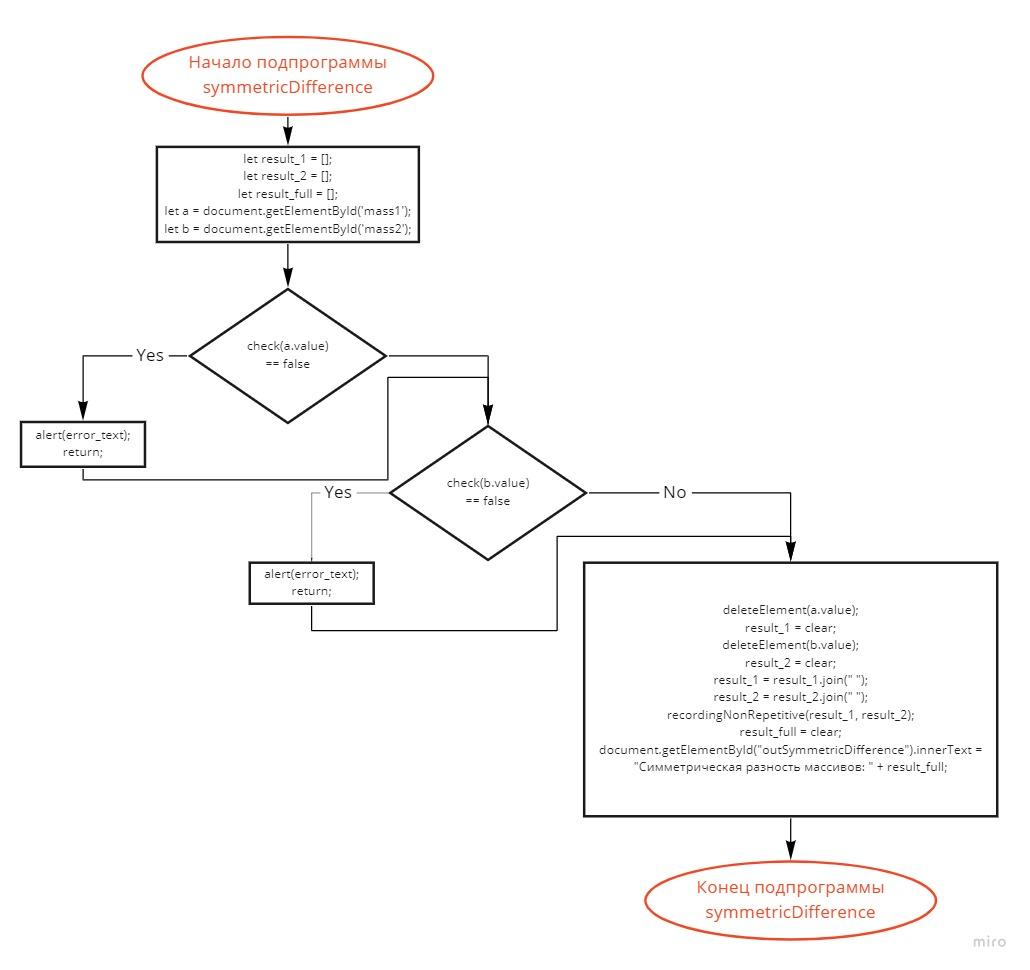 Начало подпрограммы
symmetricDifference
let result_1 = [];
let result_2 = [];
let result_full = [];
let a = document.getElementById('mass1');
let b = document.getElementById('mass2');
check(a.value)
== false
Yes
alert(error_text);
return;
check(b.value)
== false
Yes
No
alert(error_text);
return;
deleteElement(a.value);
result_1 = clear;
deleteElement(b.value);
result_2 = clear;
result_1 = result_1.join(" ");
result_2 = result_2.join(" ");
recordingNonRepetitive(result_1, result_2);
result_full = clear;
document.getElementById("outSymmetricDifference").innerText =
"Симметрическая разность массивов: " + result_full;
Конец подпрограммы
symmetricDifference
miro